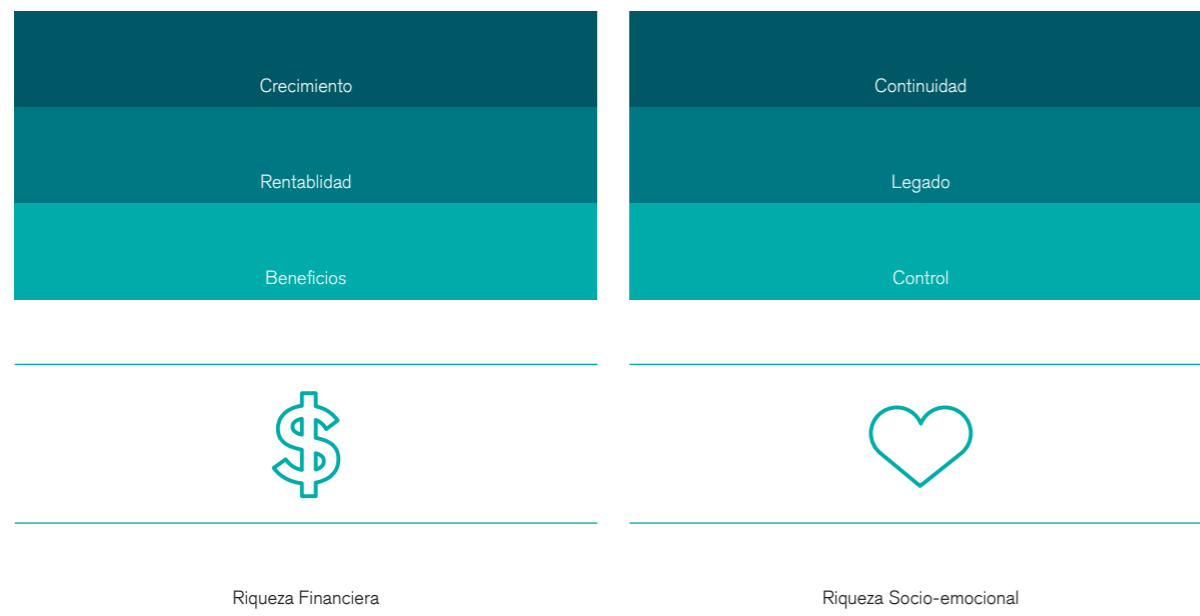 Crecimiento
Rentablidad
Beneficios
Riqueza Financiera
Continuidad
Legado
Control
Riqueza Socio-emocional